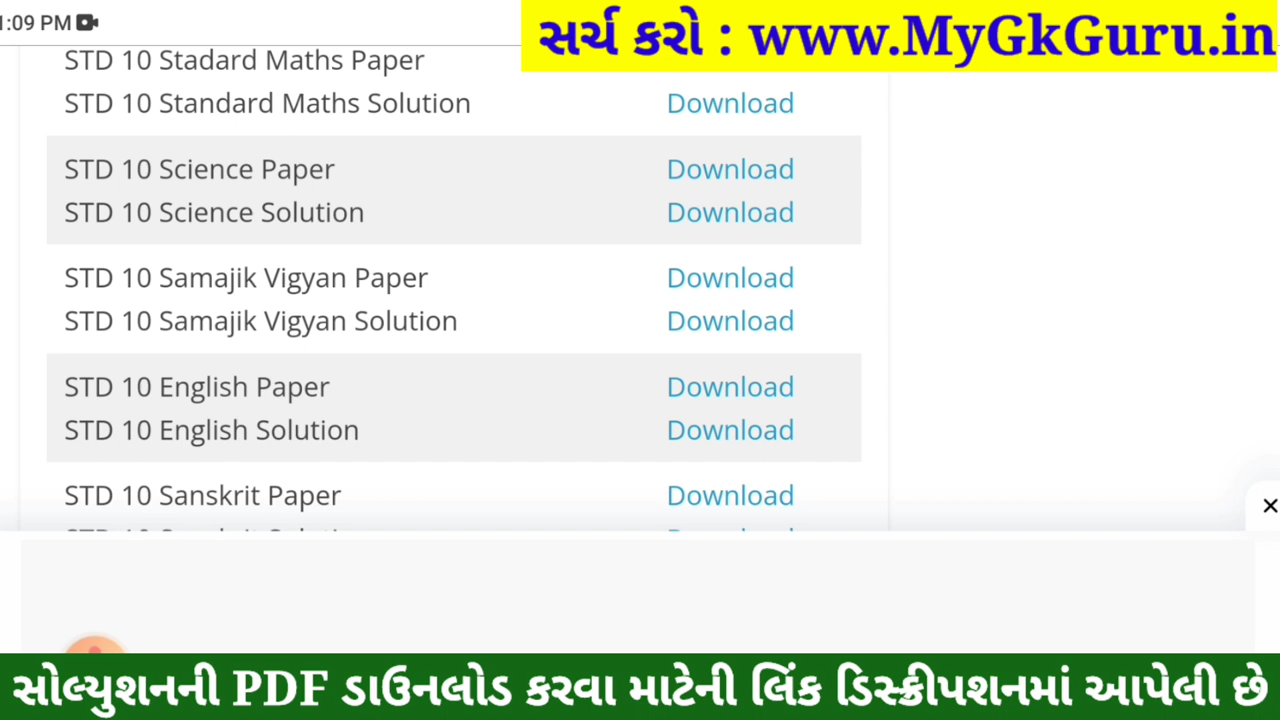 1:09 PM
સર્ચ કરો : www.MyGkGuru.in
STD 10 Stadard Maths Paper
STD 10 Standard Maths Solution Download
STD 10 Science Paper Download
STD 10 Science Solution Download
STD 10 Samajik Vigyan Paper Download
STD 10 Samajik Vigyan Solution Download
STD 10 English Paper Download
STD 10 English Solution Download
STD 10 Sanskrit Paper Download
સોલ્યુશનની PDF ડાઉનલોડ કરવા માટેની લિંક ડિસ્ક્રીપશનમાં આપેલી છે